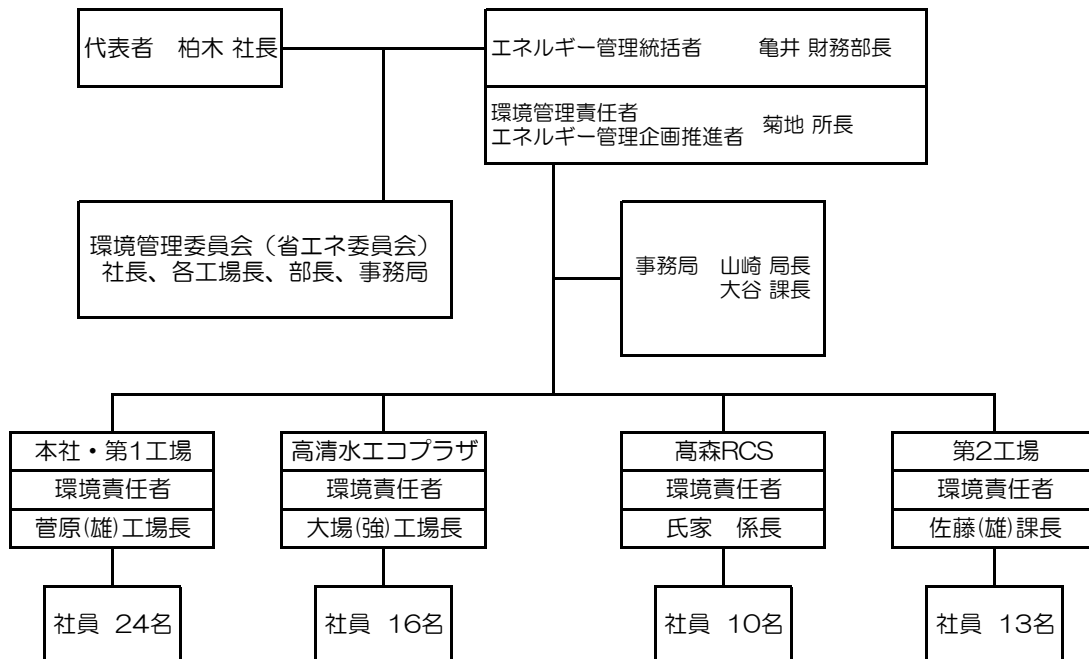 代表者　柏木 社長
エネルギー管理統括者　亀井 財務部長
環境管理責任者
エネルギー管理企画推進者　菊地 所長
環境管理委員会（省エネ委員会）
社長、各工場長、部長、事務局
事務局　山崎 局長
大谷 課長
本社・第1工場
環境責任者
菅原(雄)工場長
社員 24名
高清水エコプラザ
環境責任者
大場(強)工場長
社員 16名
髙森RCS
環境責任者
氏家　係長
社員 10名
第2工場
環境責任者
佐藤(雄)課長
社員 13名